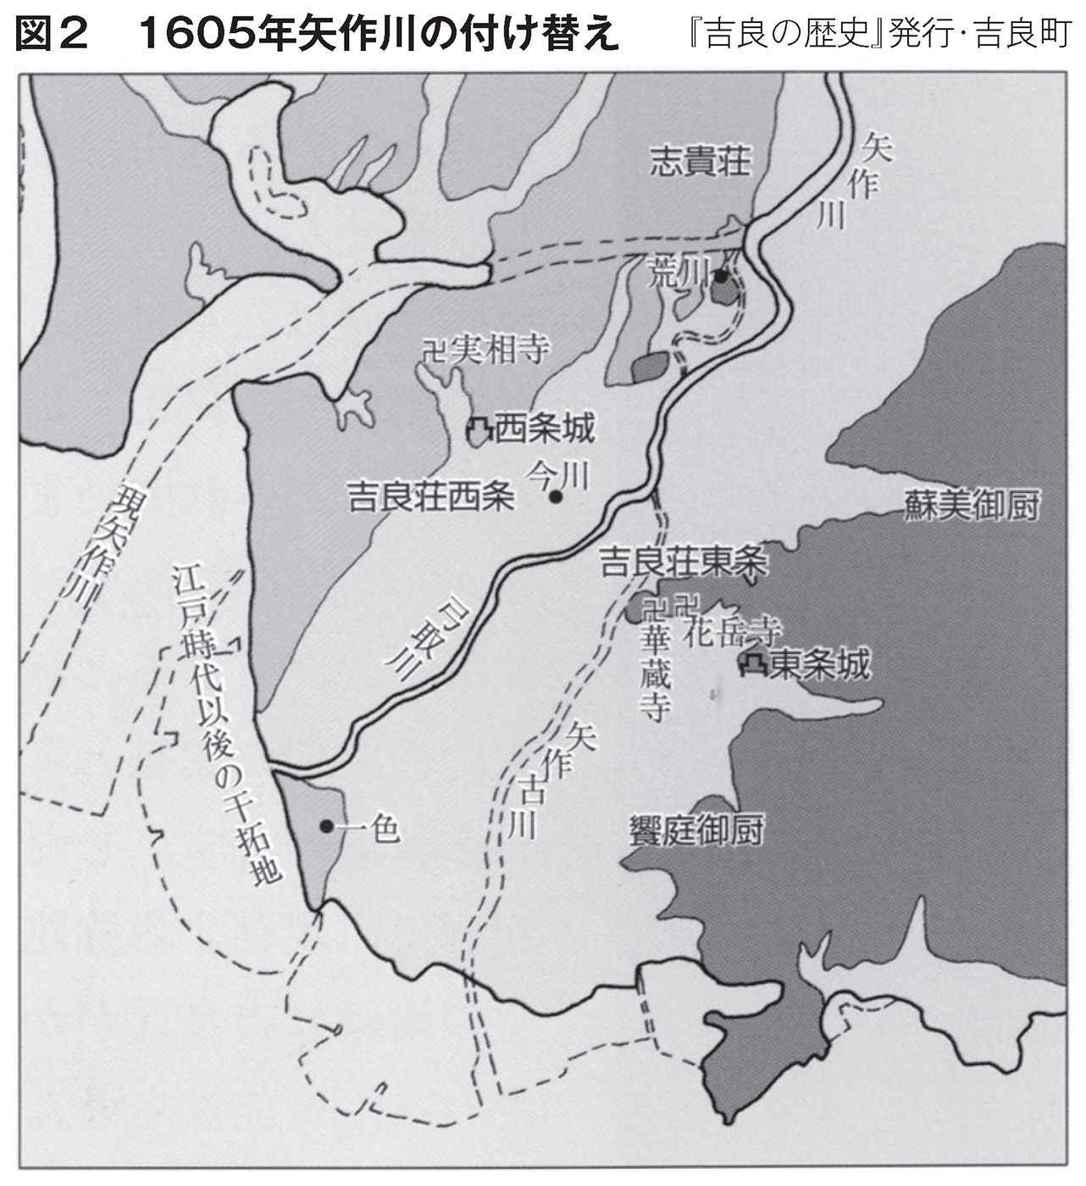 図2　1605年矢作川の付け替え
『吉良の歴史』発行・吉良町
志貴荘
矢作川
荒川
卍実相寺
西条城
今川
吉良荘西条
蘇美御厨
現矢作川
吉良荘東条
江戸時代以後の干拓地
弓取川
卍華蔵寺
卍花岳寺
東条城
矢作古川
一色
饗庭御厨